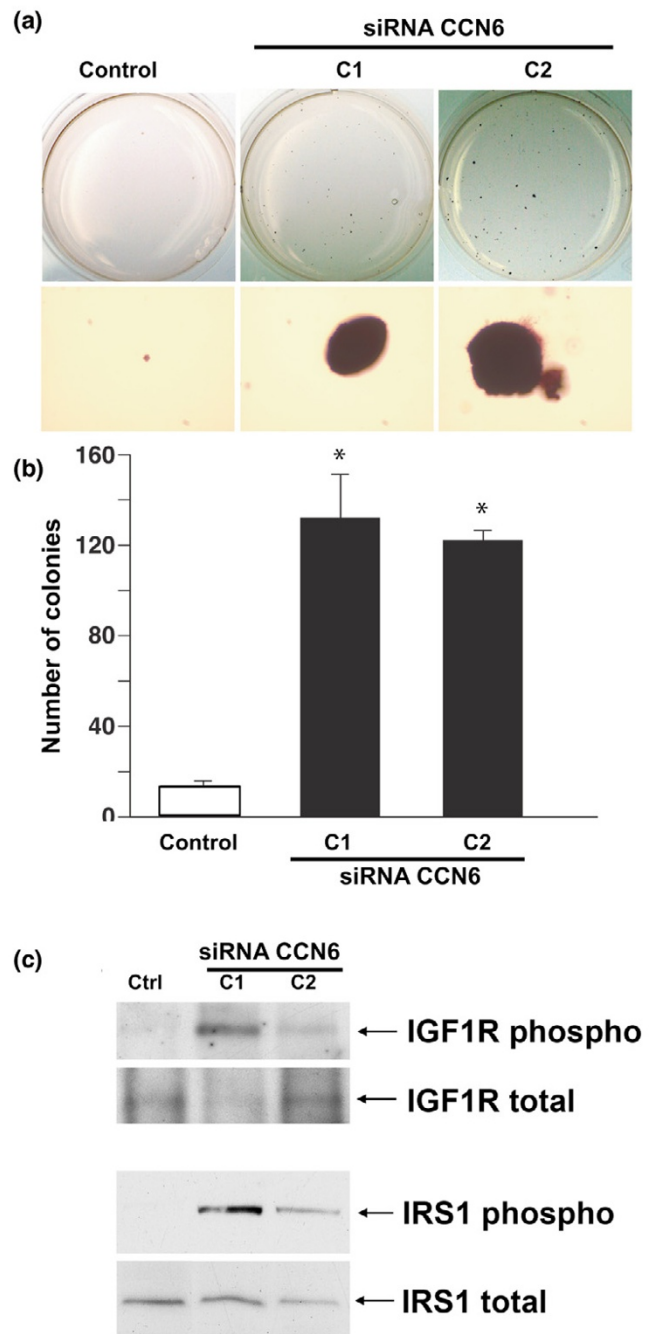 (a)
siRNA CCN6
Control C1 C2
(b)
160
120
80
40
0
Number of colonies
*
*
Control C1 C2
siRNA CCN6
(c)
siRNA CCN6
Ctrl C1 C2
IGF1R phospho
IGF1R total
IRS1 phospho
IRS1 total